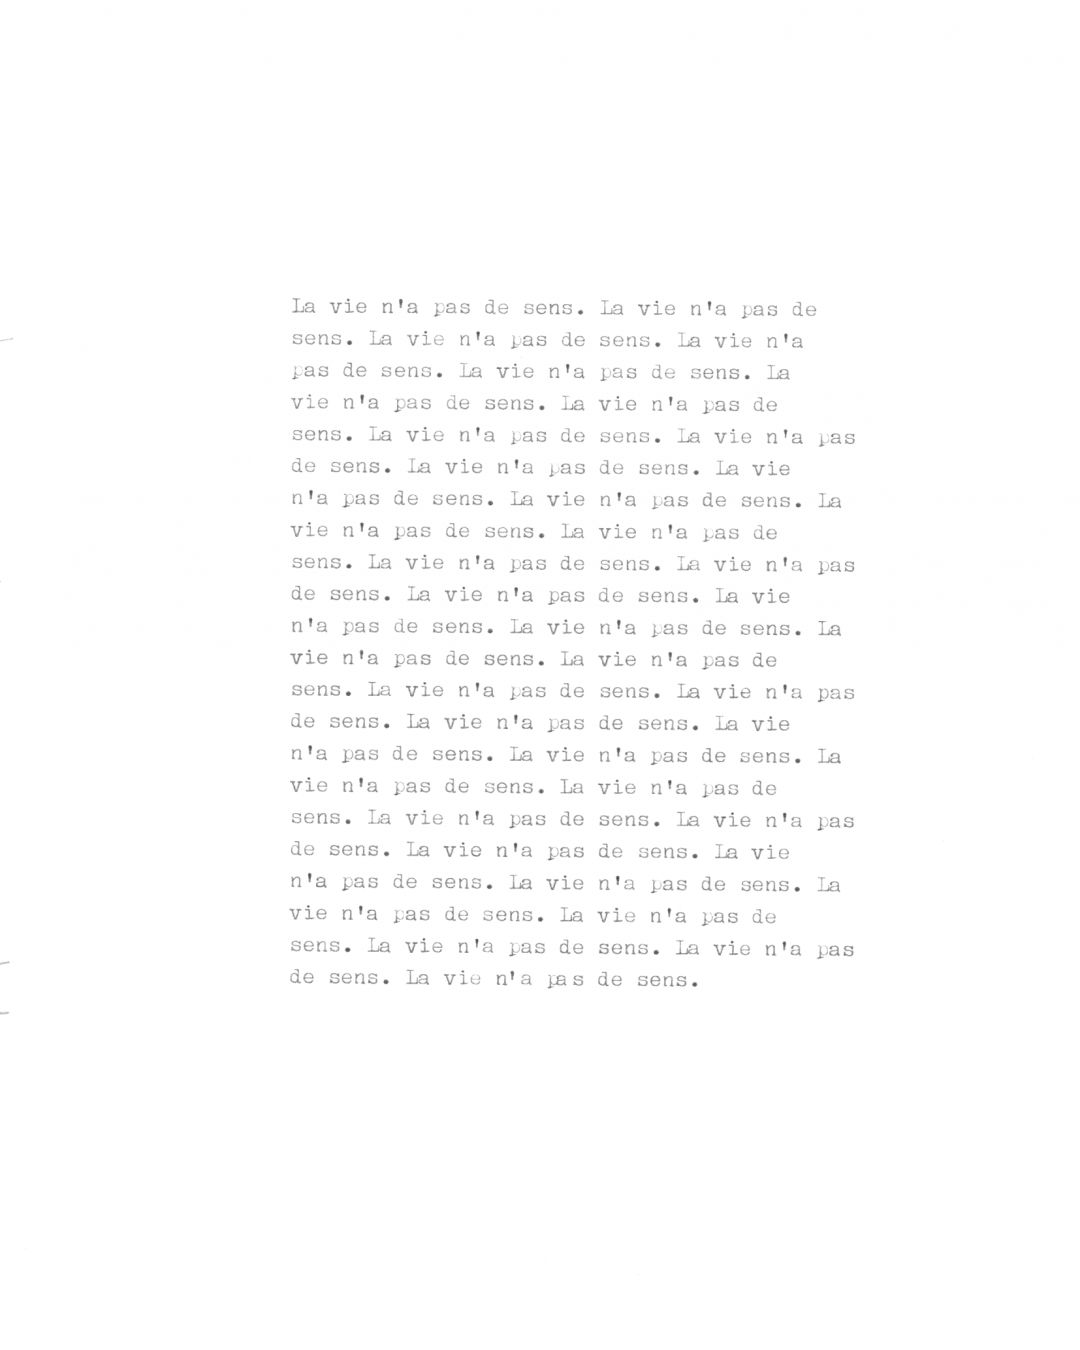 La vie n'a pas de sens. La vie n'a pas de
sens. La vie n'a pas de sens. La vie n'a
pas de sens. La vie n'a pas de sens. La
vie n'a pas de sens. La vie n'a pas de
sens. La vie n'a pas de sens. La vie n'a pas
de sens. La vie n'a pas de sens. La vie
n'a pas de sens. La vie n'a pas de sens. La
vie n'a pas de sens. La vie n'a pas de
sens. La vie n'a pas de sens. La vie n'a pas
de sens. La vie n'a pas de sens. La vie
n'a pas de sens. La vie n'a pas de sens. La
vie n'a pas de sens. La vie n'a pas de
sens. La vie n'a pas de sens. La vie n'a pas
de sens. La vie n'a pas de sens. La vie
n'a pas de sens. La vie n'a pas de sens. La
vie n'a pas de sens. La vie n'a pas de
sens. La vie n'a pas de sens. La vie n'a pas
de sens. La vie n'a pas de sens. La vie
n'a pas de sens. La vie n'a pas de sens. La
vie n'a pas de sens. La vie n'a pas de
sens. La vie n'a pas de sens. La vie n'a pas
de sens. La vie n'a pas de sens.